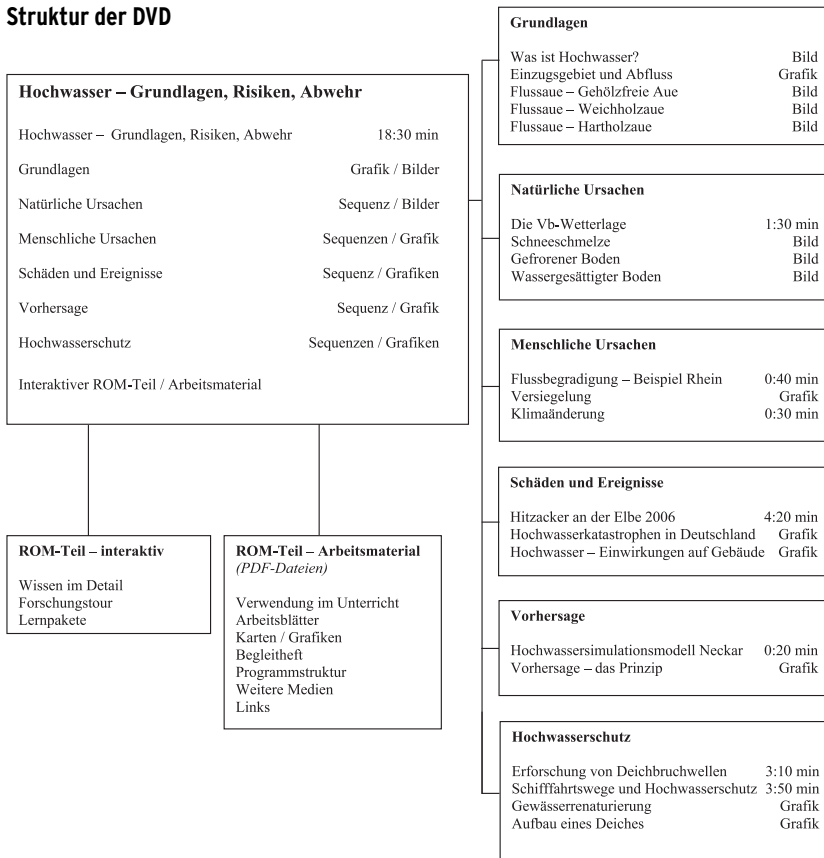 Struktur der DVD
Hochwasser – Grundlagen, Risiken, Abwehr
Hochwasser – Grundlagen, Risiken, Abwehr 18:30 min
Grundlagen Grafik / Bilder
Natürliche Ursachen Sequenz / Bilder
Menschliche Ursachen Sequenzen / Grafik
Schäden und Ereignisse Sequenz / Grafiken
Vorhersage Sequenz / Grafik
Hochwasserschutz Sequenzen / Grafiken
Interaktiver ROM-Teil / Arbeitsmaterial
ROM-Teil – interaktiv
Wissen im Detail
Forschungstour
Lernpakete
ROM-Teil – Arbeitsmaterial
(PDF-Dateien)
Verwendung im Unterricht
Arbeitsblätter
Karten / Grafiken
Begleitheft
Programmstruktur
Weitere Medien
Links
Grundlagen
Was ist Hochwasser? Bild
Einzugsgebiet und Abfluss Grafik
Flussaue – Gehölzfreie Aue Bild
Flussaue – Weichholzaue Bild
Flussaue – Hartholzaue Bild
Natürliche Ursachen
Die Vb-Wetterlage 1:30 min
Schneeschmelze Bild
Gefrorener Boden Bild
Wassergesättigter Boden Bild
Menschliche Ursachen
Flussbegradigung – Beispiel Rhein 0:40 min
Versiegelung Grafik
Klimaänderung 0:30 min
Schäden und Ereignisse
Hitzacker an der Elbe 2006 4:20 min
Hochwasserkatastrophen in Deutschland Grafik
Hochwasser – Einwirkungen auf Gebäude Grafik
Vorhersage
Hochwassersimulationsmodell Neckar 0:20 min
Vorhersage – das Prinzip Grafik
Hochwasserschutz
Erforschung von Deichbruchwellen 3:10 min
Schifffahrtswege und Hochwasserschutz 3:50 min
Gewässerrenaturierung Grafik
Aufbau eines Deiches Grafik